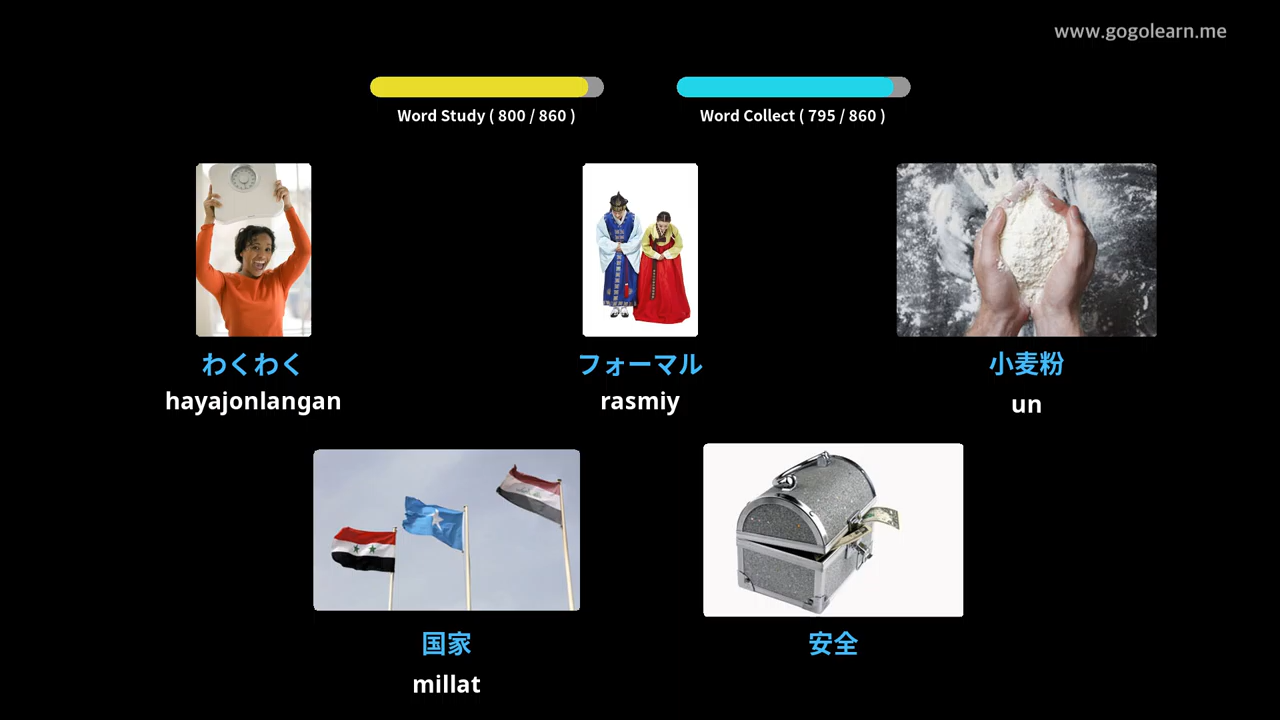 www.gogolearn.me
Word Study ( 800 / 860 )
Word Collect ( 795 / 860 )
わくわく
hayajonlangan
フォーマル
rasmiy
小麦粉
un
国家
millat
安全